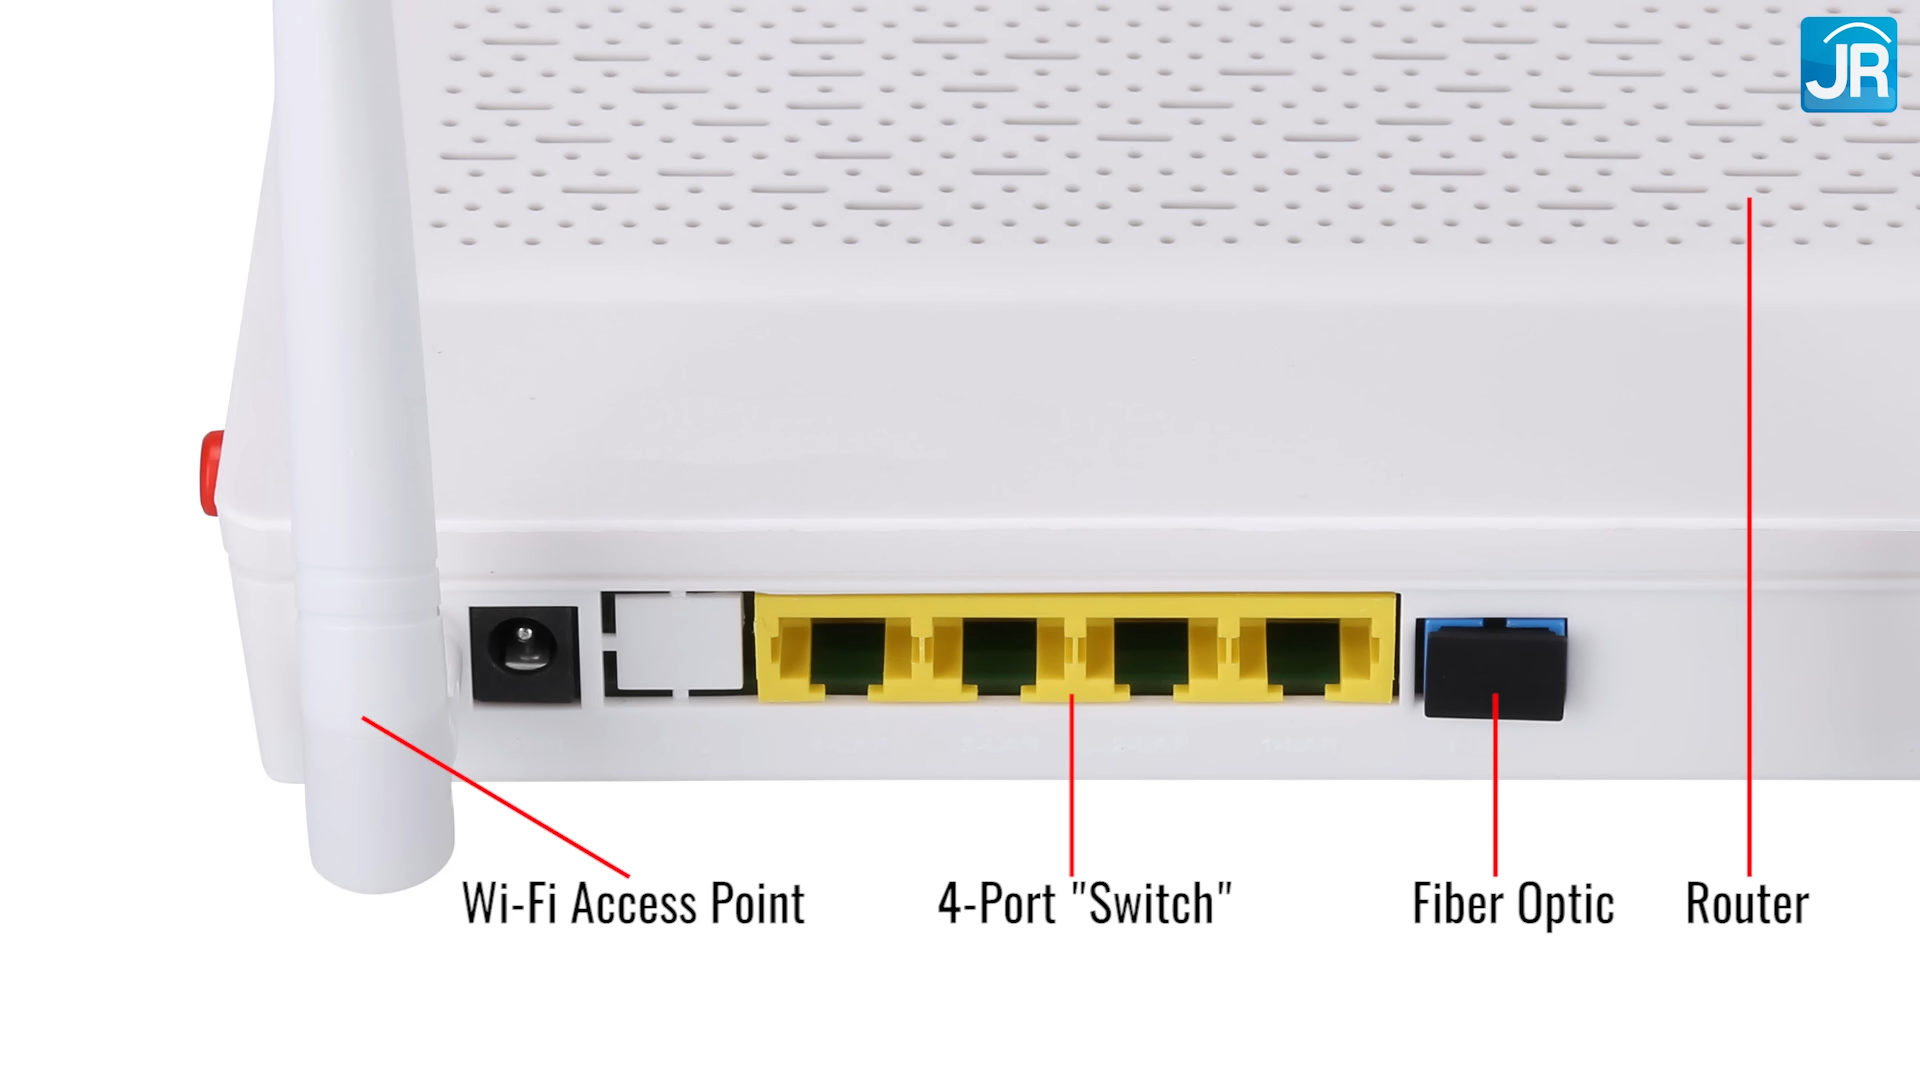 JR
Wi-Fi Access Point
4-Port "Switch"
Fiber Optic
Router